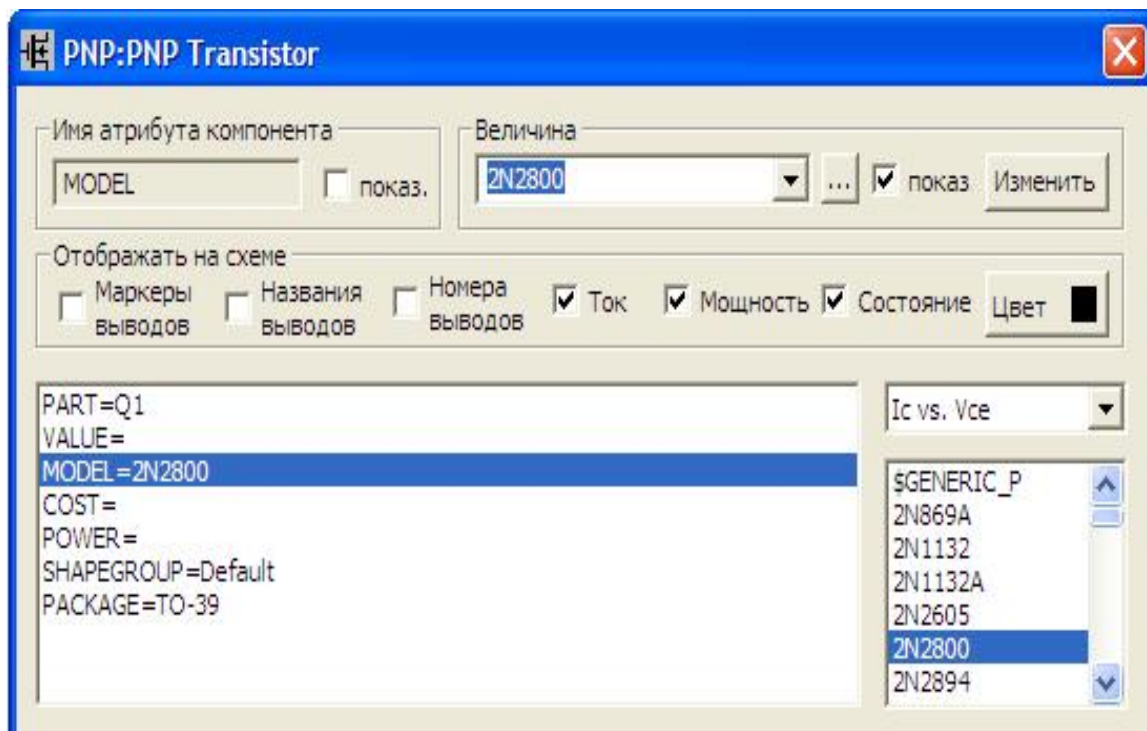 PNP:PNP Transistor
Имя атрибута компонента
Величина
MODEL
показ.
2N2800
...
показ
Изменить
Отображать на схеме
Маркеры
выводов
Названия
выводов
Номера
выводов
Ток
Мощность
Состояние
Цвет
PART=Q1
VALUE=
MODEL=2N2800
COST=
POWER=
SHAPEGROUP=Default
PACKAGE=TO-39
Ic vs. Vce
$GENERIC_P
2N869A
2N1132
2N1132A
2N2605
2N2800
2N2894